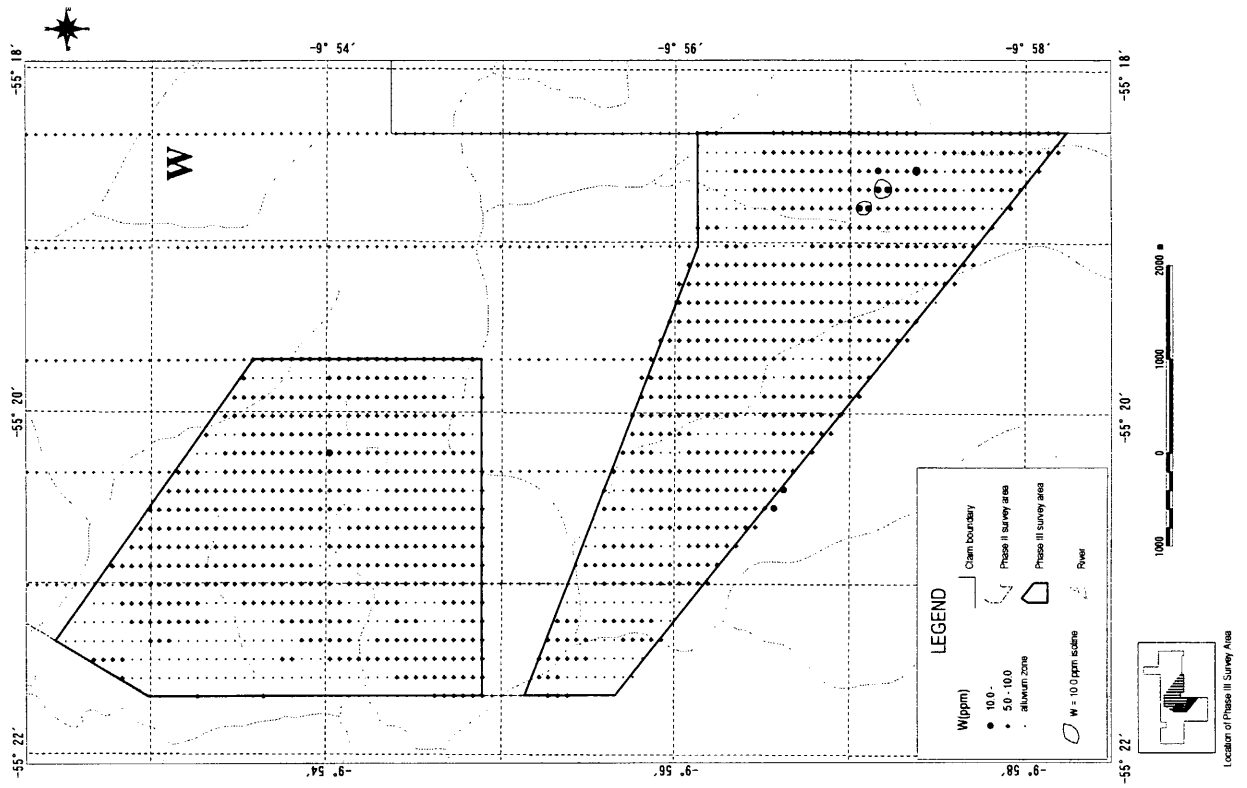 -55° 18′
-9° 54′
-9° 56′
-9° 58′
-55° 18′
W
-55° 20′
-55° 20′
-55° 22′
-9° 54′
-9° 56′
-9° 58′
-55° 22′
LEGEND
W(ppm)
10.0 -
5.0 - 10.0
alluvium zone
W = 10.0 ppm isoline
Claim boundary
Phase II survey area
Phase III survey area
River
1000 0 1000 2000 m
Location of Phase III Survey Area